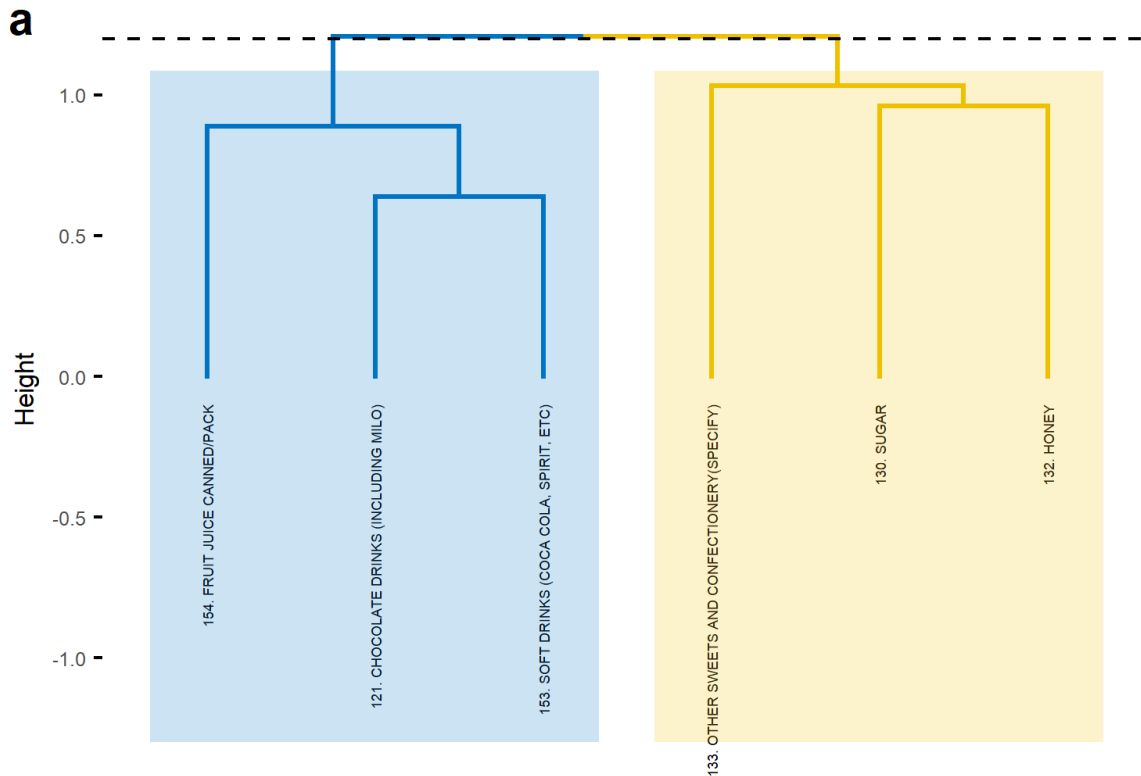 a
1.0
0.5
0.0
-0.5
-1.0
Height
154. FRUIT JUICE CANNED/PACK
121. CHOCOLATE DRINKS (INCLUDING MILO)
153. SOFT DRINKS (COCA COLA, SPIRIT, ETC)
133. OTHER SWEETS AND CONFECTIONERY(SPECIFY)
130. SUGAR
132. HONEY